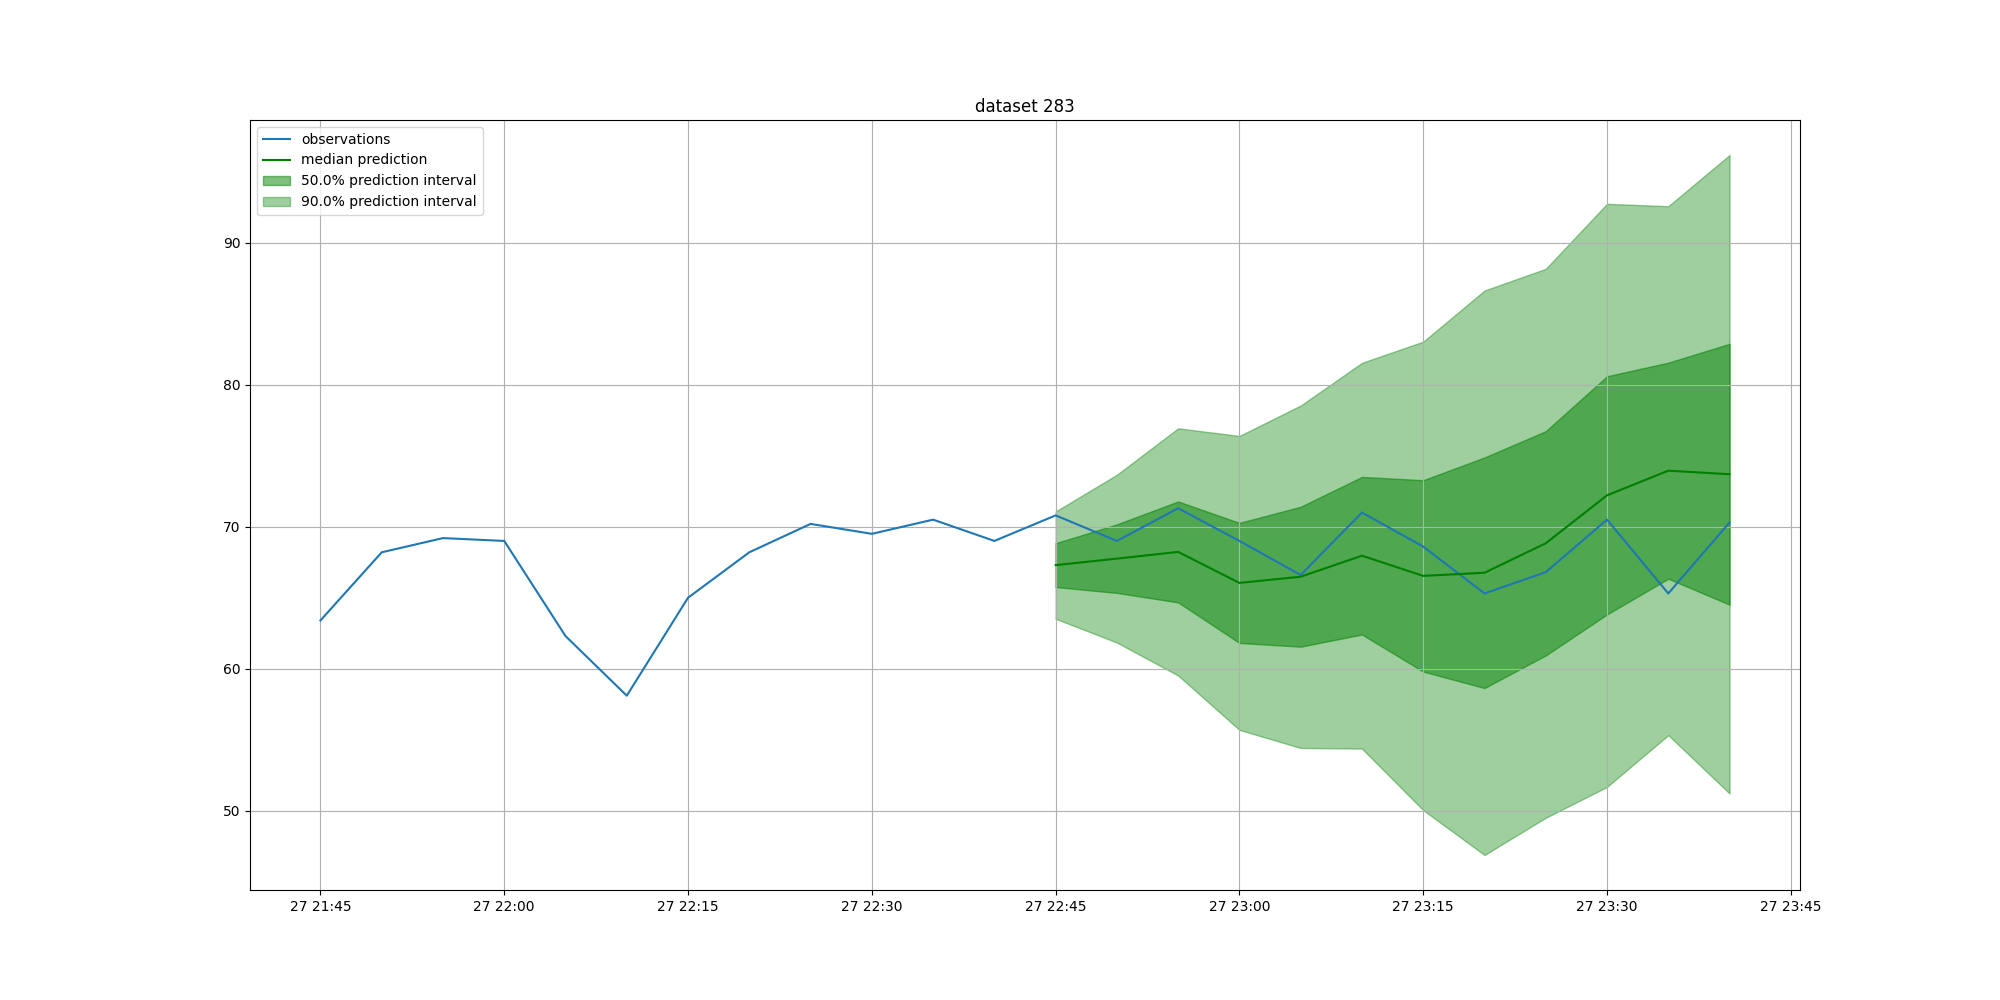 dataset 283
observations
median prediction
50.0% prediction interval
90.0% prediction interval
90
80
70
60
50
27 21:45 27 22:00 27 22:15 27 22:30 27 22:45 27 23:00 27 23:15 27 23:30 27 23:45